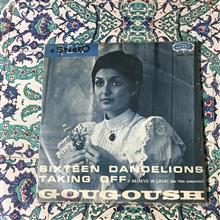 STEREO
SIXTEEN DANDELIONS
TAKING OFF (I BELIEVE IN LOVE)
GOUGOUSH